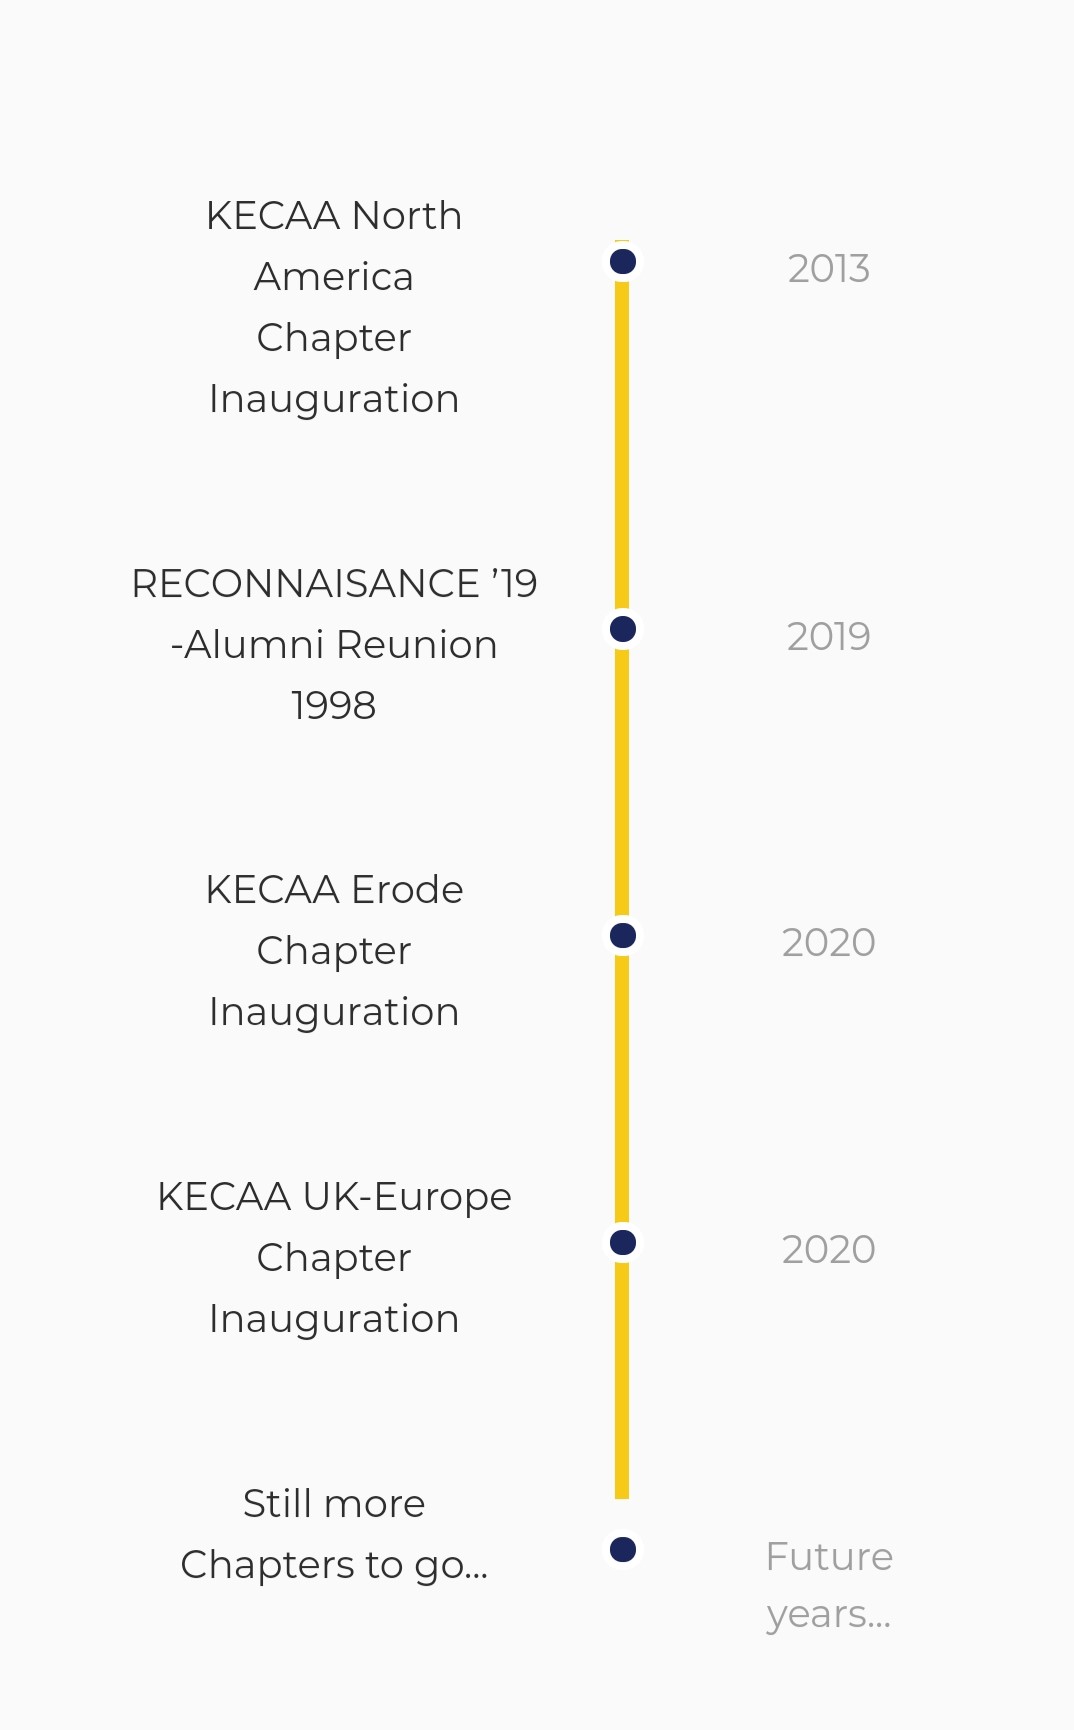 KECAA North
America
Chapter
Inauguration
2013
RECONNAISANCE ’19
-Alumni Reunion
1998
2019
KECAA Erode
Chapter
Inauguration
2020
KECAA UK-Europe
Chapter
Inauguration
2020
Still more
Chapters to go...
Future
years...